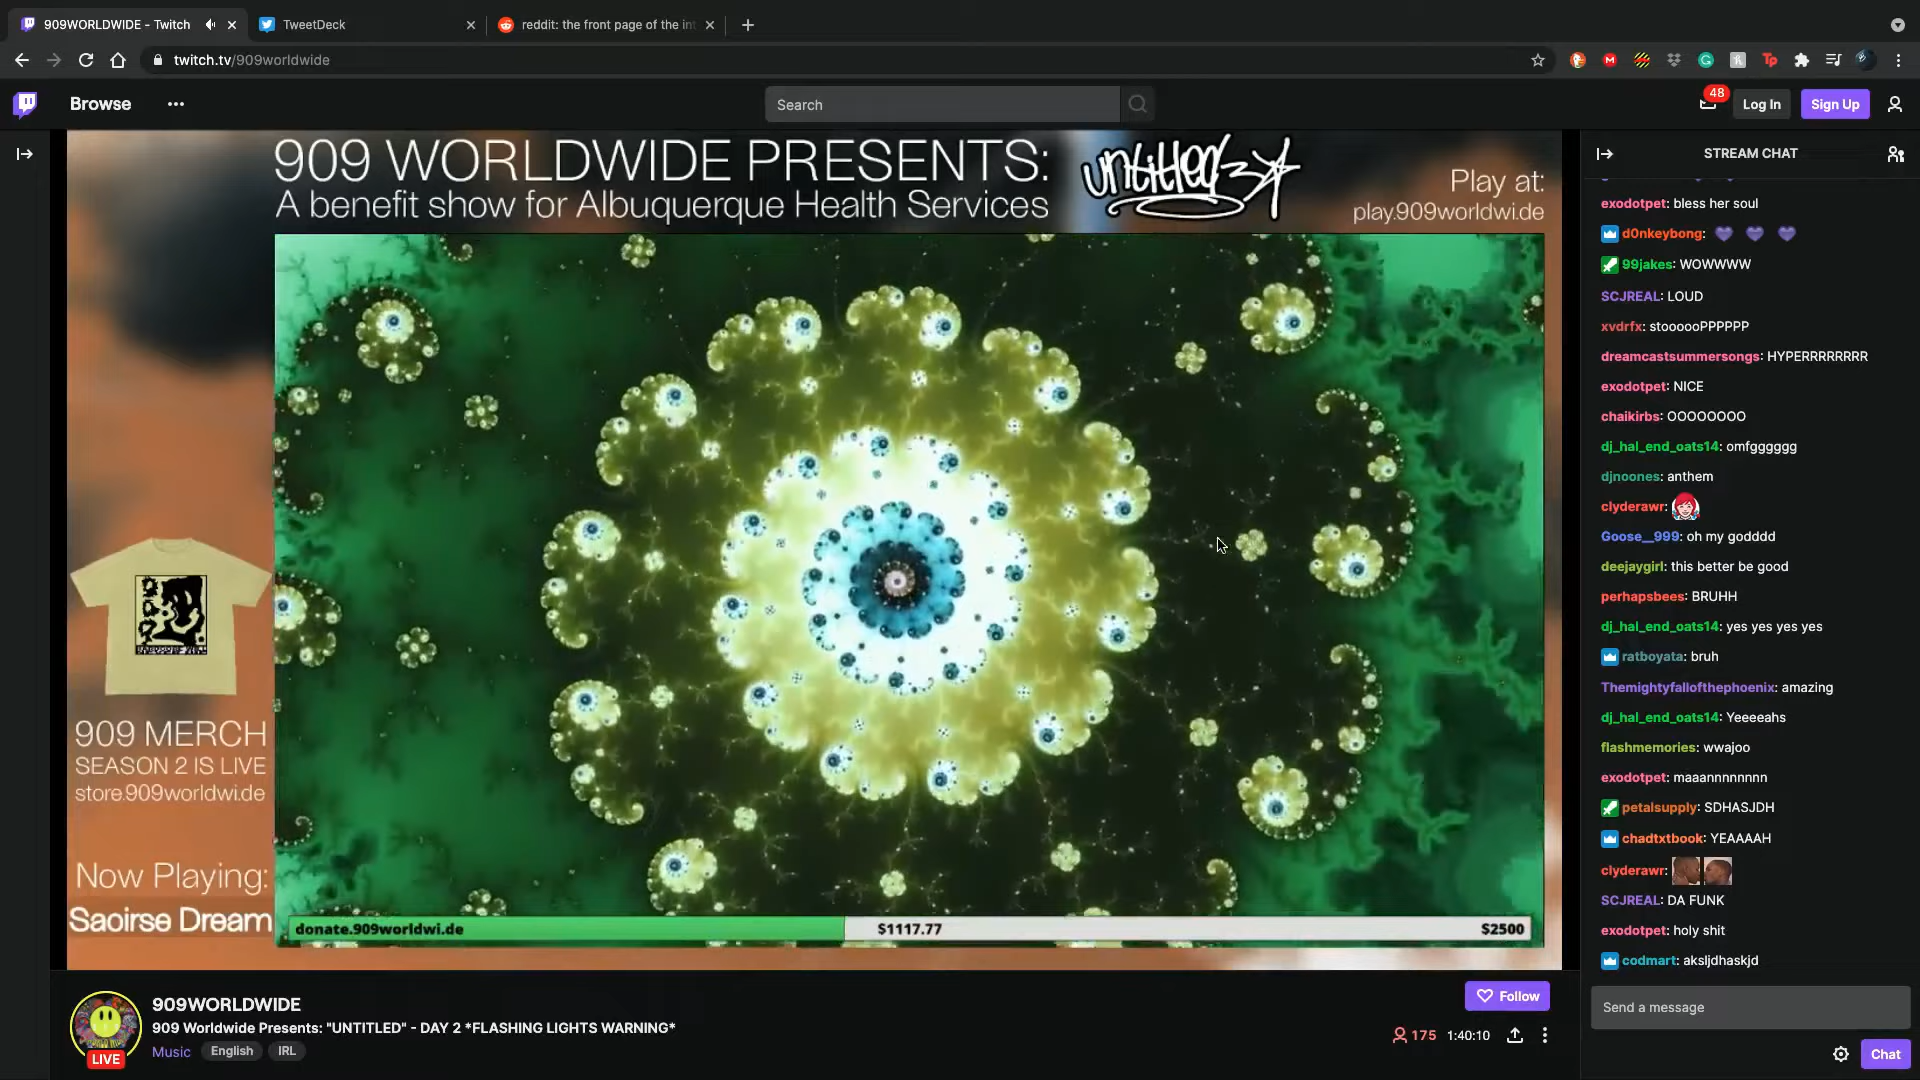 909WORLDWIDE - Twitch
TweetDeck
reddit: the front page of the int
twitch.tv/909worldwide
Browse
Search
48
Log In
Sign Up
909 WORLDWIDE PRESENTS:
A benefit show for Albuquerque Health Services
untitled
Play at:
play.909worldwi.de
909 MERCH
SEASON 2 IS LIVE
store.909worldwi.de
Now Playing:
Saoirse Dream
donate.909worldwi.de
$1117.77
$2500
LIVE
909WORLDWIDE
909 Worldwide Presents: "UNTITLED" - DAY 2 *FLASHING LIGHTS WARNING*
Music
English
IRL
Follow
175
1:40:10
STREAM CHAT
exodotpet: bless her soul
d0nkeybong:
99jakes: WOWWWW
SCJREAL: LOUD
xvdrfx: stooooPPPPPP
dreamcastsummersongs: HYPERRRRRRRR
exodotpet: NICE
chaikirbs: OOOOOOOO
dj_hal_end_oats14: omfgggggg
djnoones: anthem
clyderawr:
Goose__999: oh my godddd
deejaygirl: this better be good
perhapsbees: BRUHH
dj_hal_end_oats14: yes yes yes yes
ratboyata: bruh
Themightyfallofthephoenix: amazing
dj_hal_end_oats14: Yeeeeahs
flashmemories: wwajoo
exodotpet: maaannnnnnnn
petalsupply: SDHASJDH
chadtxtbook: YEAAAAH
clyderawr:
SCJREAL: DA FUNK
exodotpet: holy shit
codmart: aksljdhaskjd
Send a message
Chat